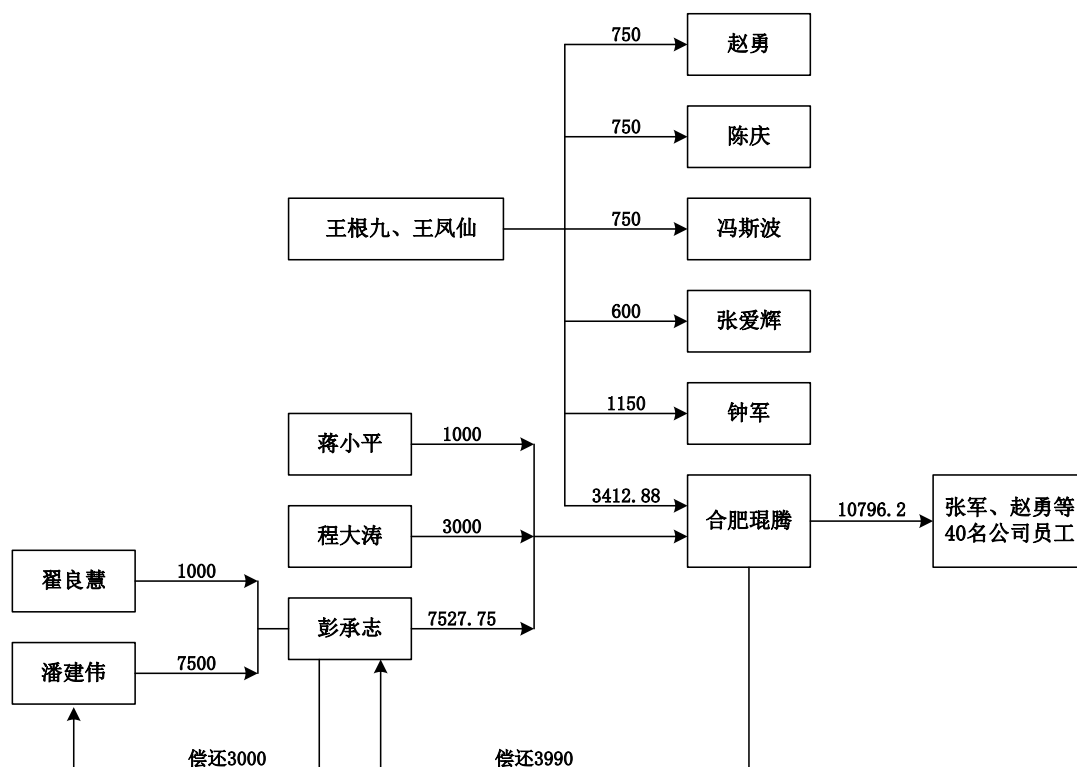 750
赵勇
750
陈庆
王根九、王凤仙
750
冯斯波
600
张爱辉
1150
钟军
蒋小平
1000
3412.88
合肥琨腾
10796.2
张军、赵勇等
40名公司员工
程大涛
3000
翟良慧
1000
彭承志
7527.75
潘建伟
7500
偿还3000
偿还3990